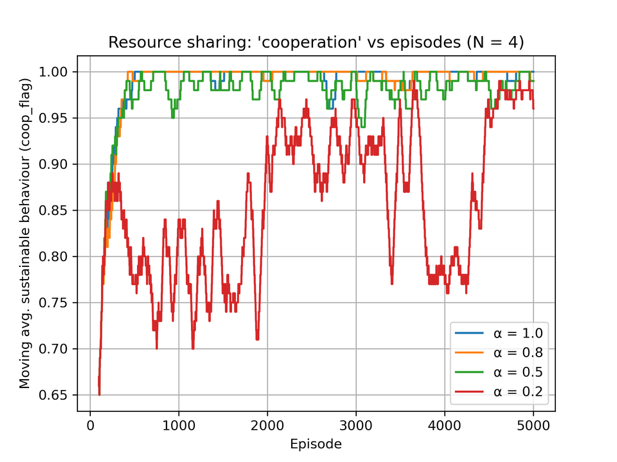 Resource sharing: 'cooperation' vs episodes (N = 4)
Moving avg. sustainable behaviour (coop_flag)
1.00
0.95
0.90
0.85
0.80
0.75
0.70
0.65
α = 1.0
α = 0.8
α = 0.5
α = 0.2
0 1000 2000 3000 4000 5000
Episode